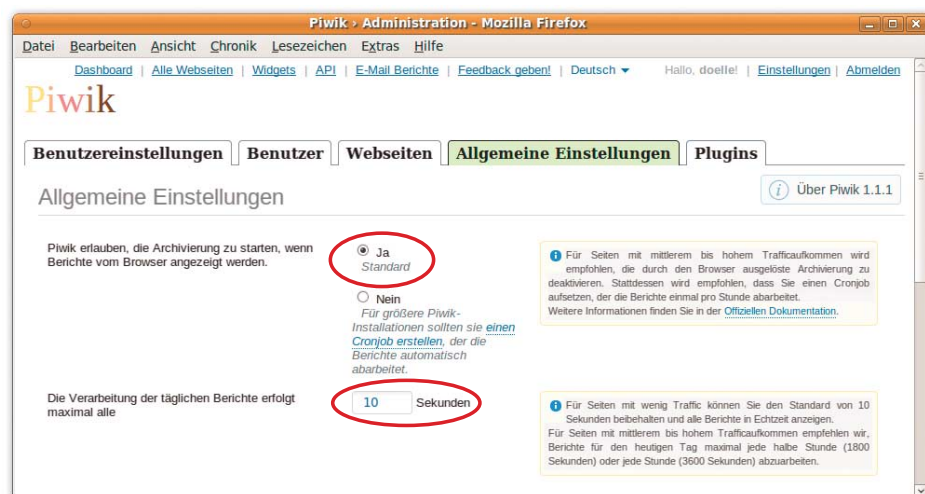 Piwik › Administration - Mozilla Firefox
Datei Bearbeiten Ansicht Chronik Lesezeichen Extras Hilfe
Dashboard | Alle Webseiten | Widgets | API | E-Mail Berichte | Feedback geben! | Deutsch Hallo, doelle! | Einstellungen | Abmelden
Piwik
Benutzereinstellungen Benutzer Webseiten Allgemeine Einstellungen Plugins
Allgemeine Einstellungen
Über Piwik 1.1.1
Piwik erlauben, die Archivierung zu starten, wenn
Berichte vom Browser angezeigt werden.
Ja
Standard
Nein
Für größere Piwik-
Installationen sollten sie einen
Cronjob erstellen, der die
Berichte automatisch
abarbeitet.
Für Seiten mit mittlerem bis hohem Trafficaufkommen wird
empfohlen, die durch den Browser ausgelöste Archivierung zu
deaktivieren. Stattdessen wird empfohlen, dass Sie einen Cronjob
aufsetzen, der die Berichte einmal pro Stunde abarbeitet.
Weitere Informationen finden Sie in der Offiziellen Dokumentation.
Die Verarbeitung der täglichen Berichte erfolgt
maximal alle
10 Sekunden
Für Seiten mit wenig Traffic können Sie den Standard von 10
Sekunden beibehalten und alle Berichte in Echtzeit anzeigen.
Für Seiten mit mittlerem bis hohem Trafficaufkommen empfehlen wir,
Berichte für den heutigen Tag maximal jede halbe Stunde (1800
Sekunden) oder jede Stunde (3600 Sekunden) abzuarbeiten.